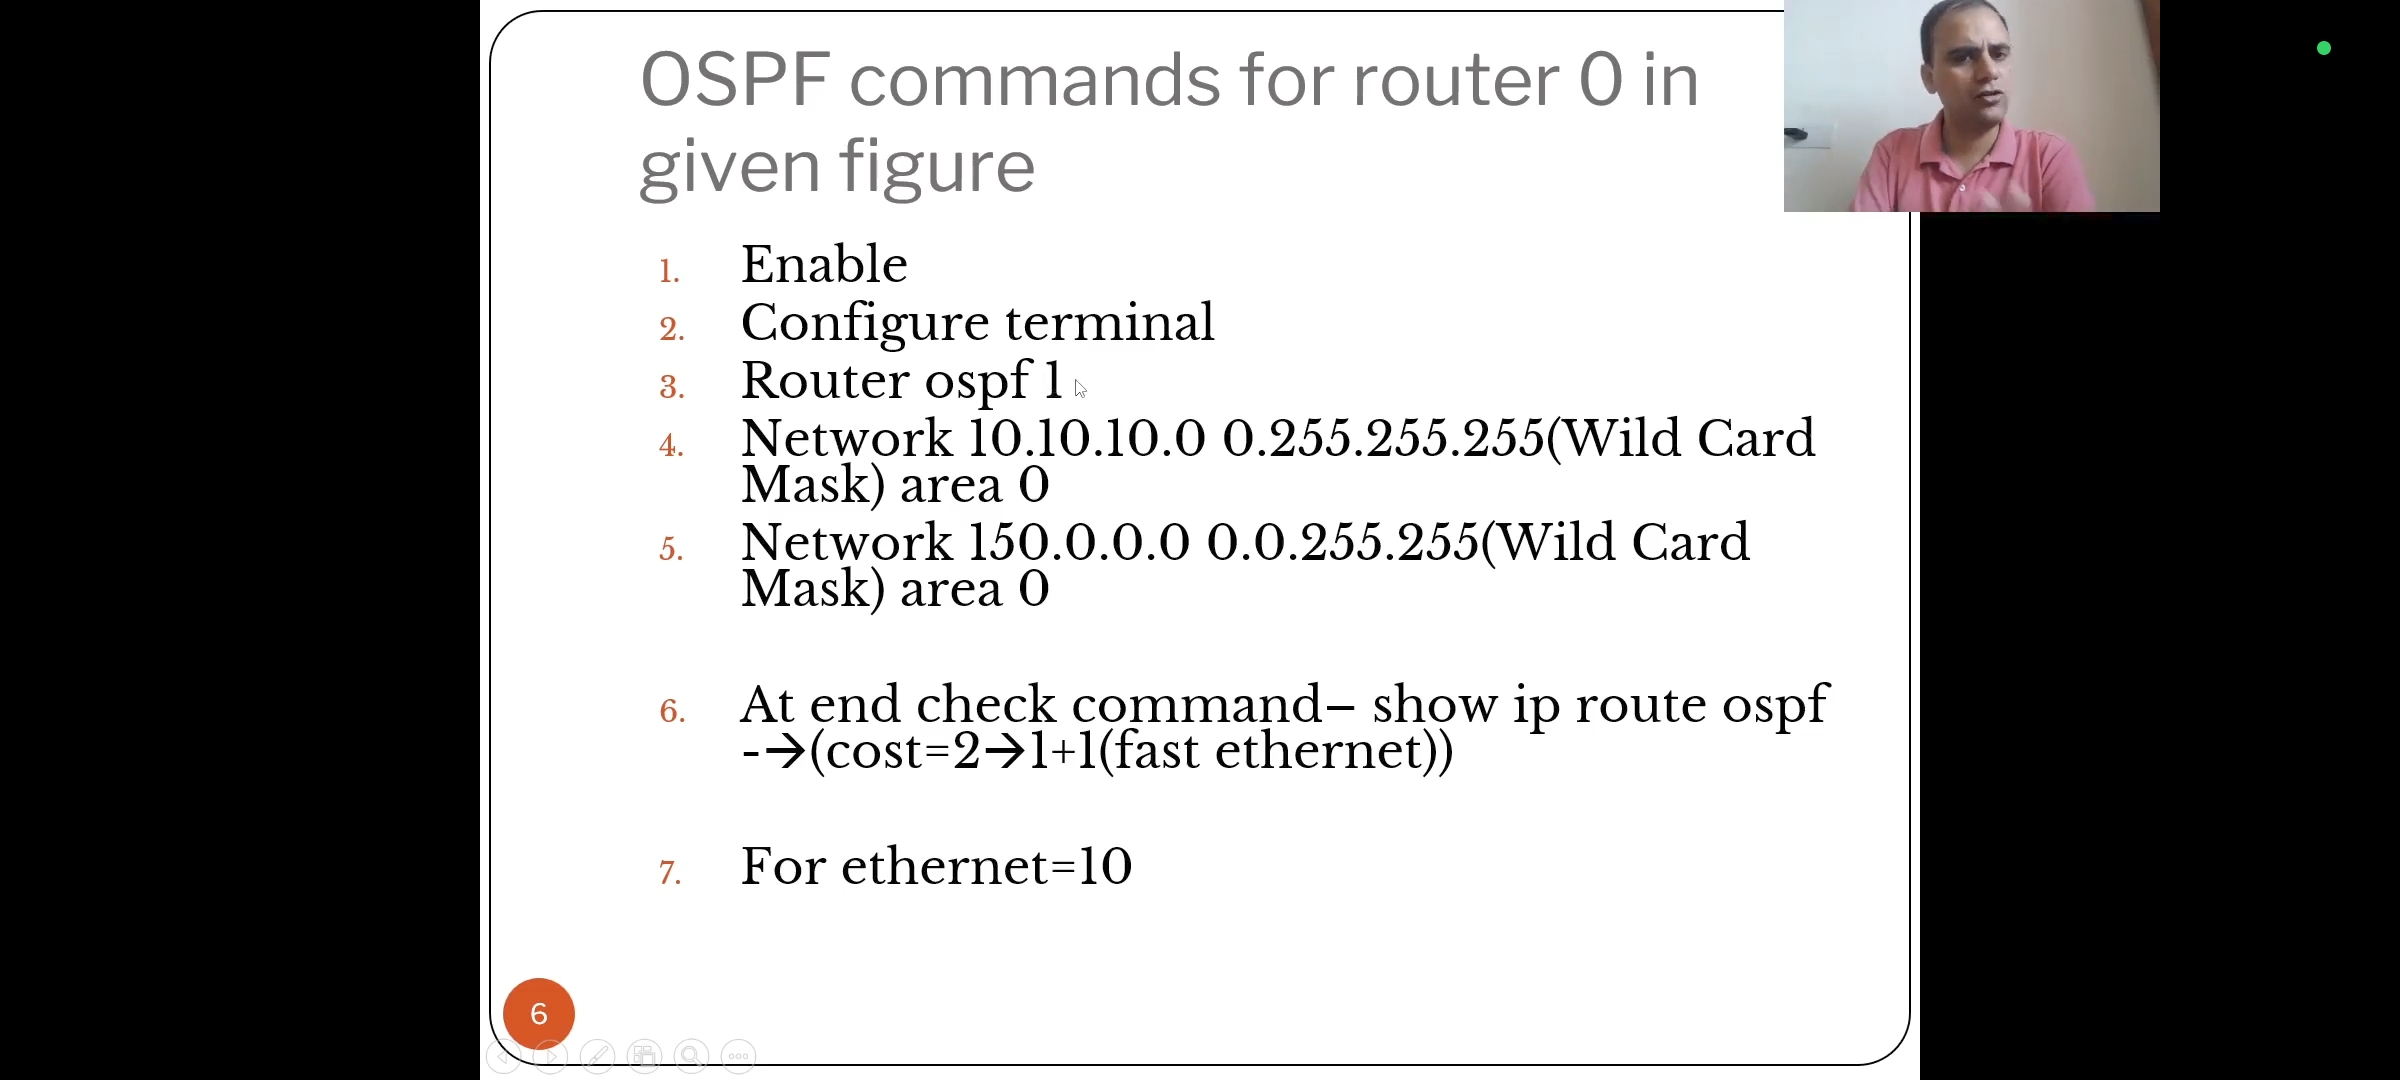 OSPF commands for router 0 in
given figure
1. Enable
2. Configure terminal
3. Router ospf 1
4. Network 10.10.10.0 0.255.255.255(Wild Card
Mask) area 0
5. Network 150.0.0.0 0.0.255.255(Wild Card
Mask) area 0
6. At end check command– show ip route ospf
-→(cost=2→1+1(fast ethernet))
7. For ethernet=10
6